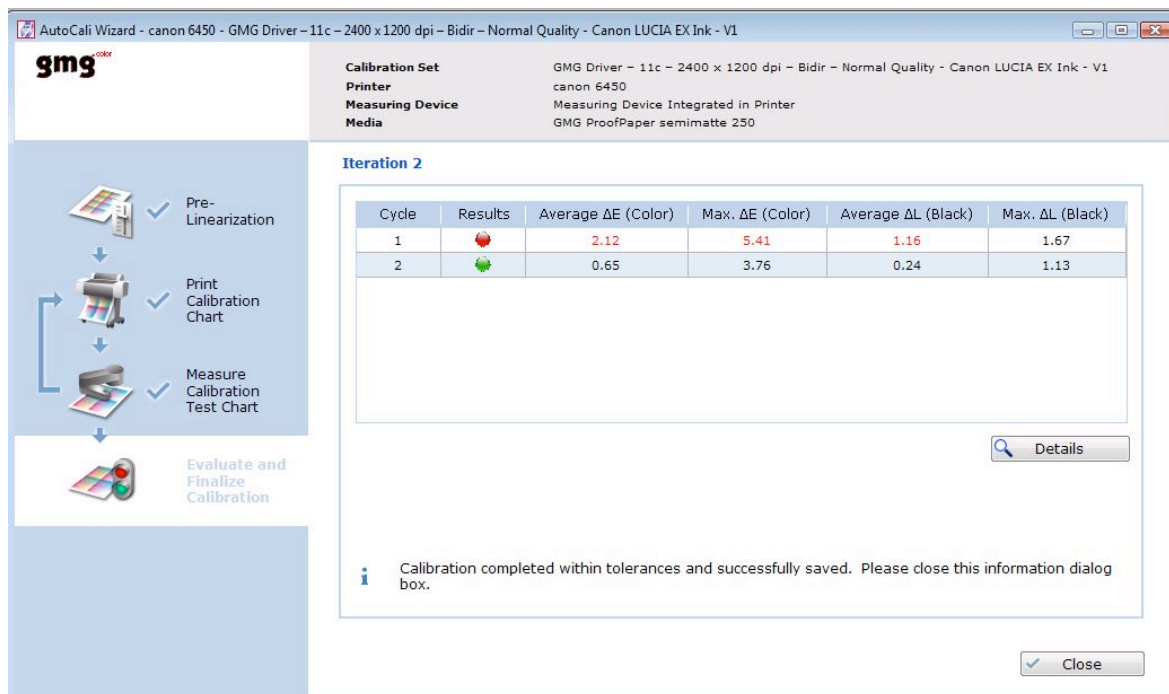 AutoCali Wizard - canon 6450 - GMG Driver – 11c – 2400 x 1200 dpi – Bidir – Normal Quality - Canon LUCIA EX Ink - V1
gmg color
Calibration Set GMG Driver – 11c – 2400 x 1200 dpi – Bidir – Normal Quality - Canon LUCIA EX Ink - V1
Printer canon 6450
Measuring Device Measuring Device Integrated in Printer
Media GMG ProofPaper semimatte 250
Pre-
Linearization
Print
Calibration
Chart
Measure
Calibration
Test Chart
Evaluate and
Finalize
Calibration
Iteration 2
Cycle Results Average ΔE (Color) Max. ΔE (Color) Average ΔL (Black) Max. ΔL (Black)
1 2.12 5.41 1.16 1.67
2 0.65 3.76 0.24 1.13
Details
i Calibration completed within tolerances and successfully saved. Please close this information dialog
box.
Close